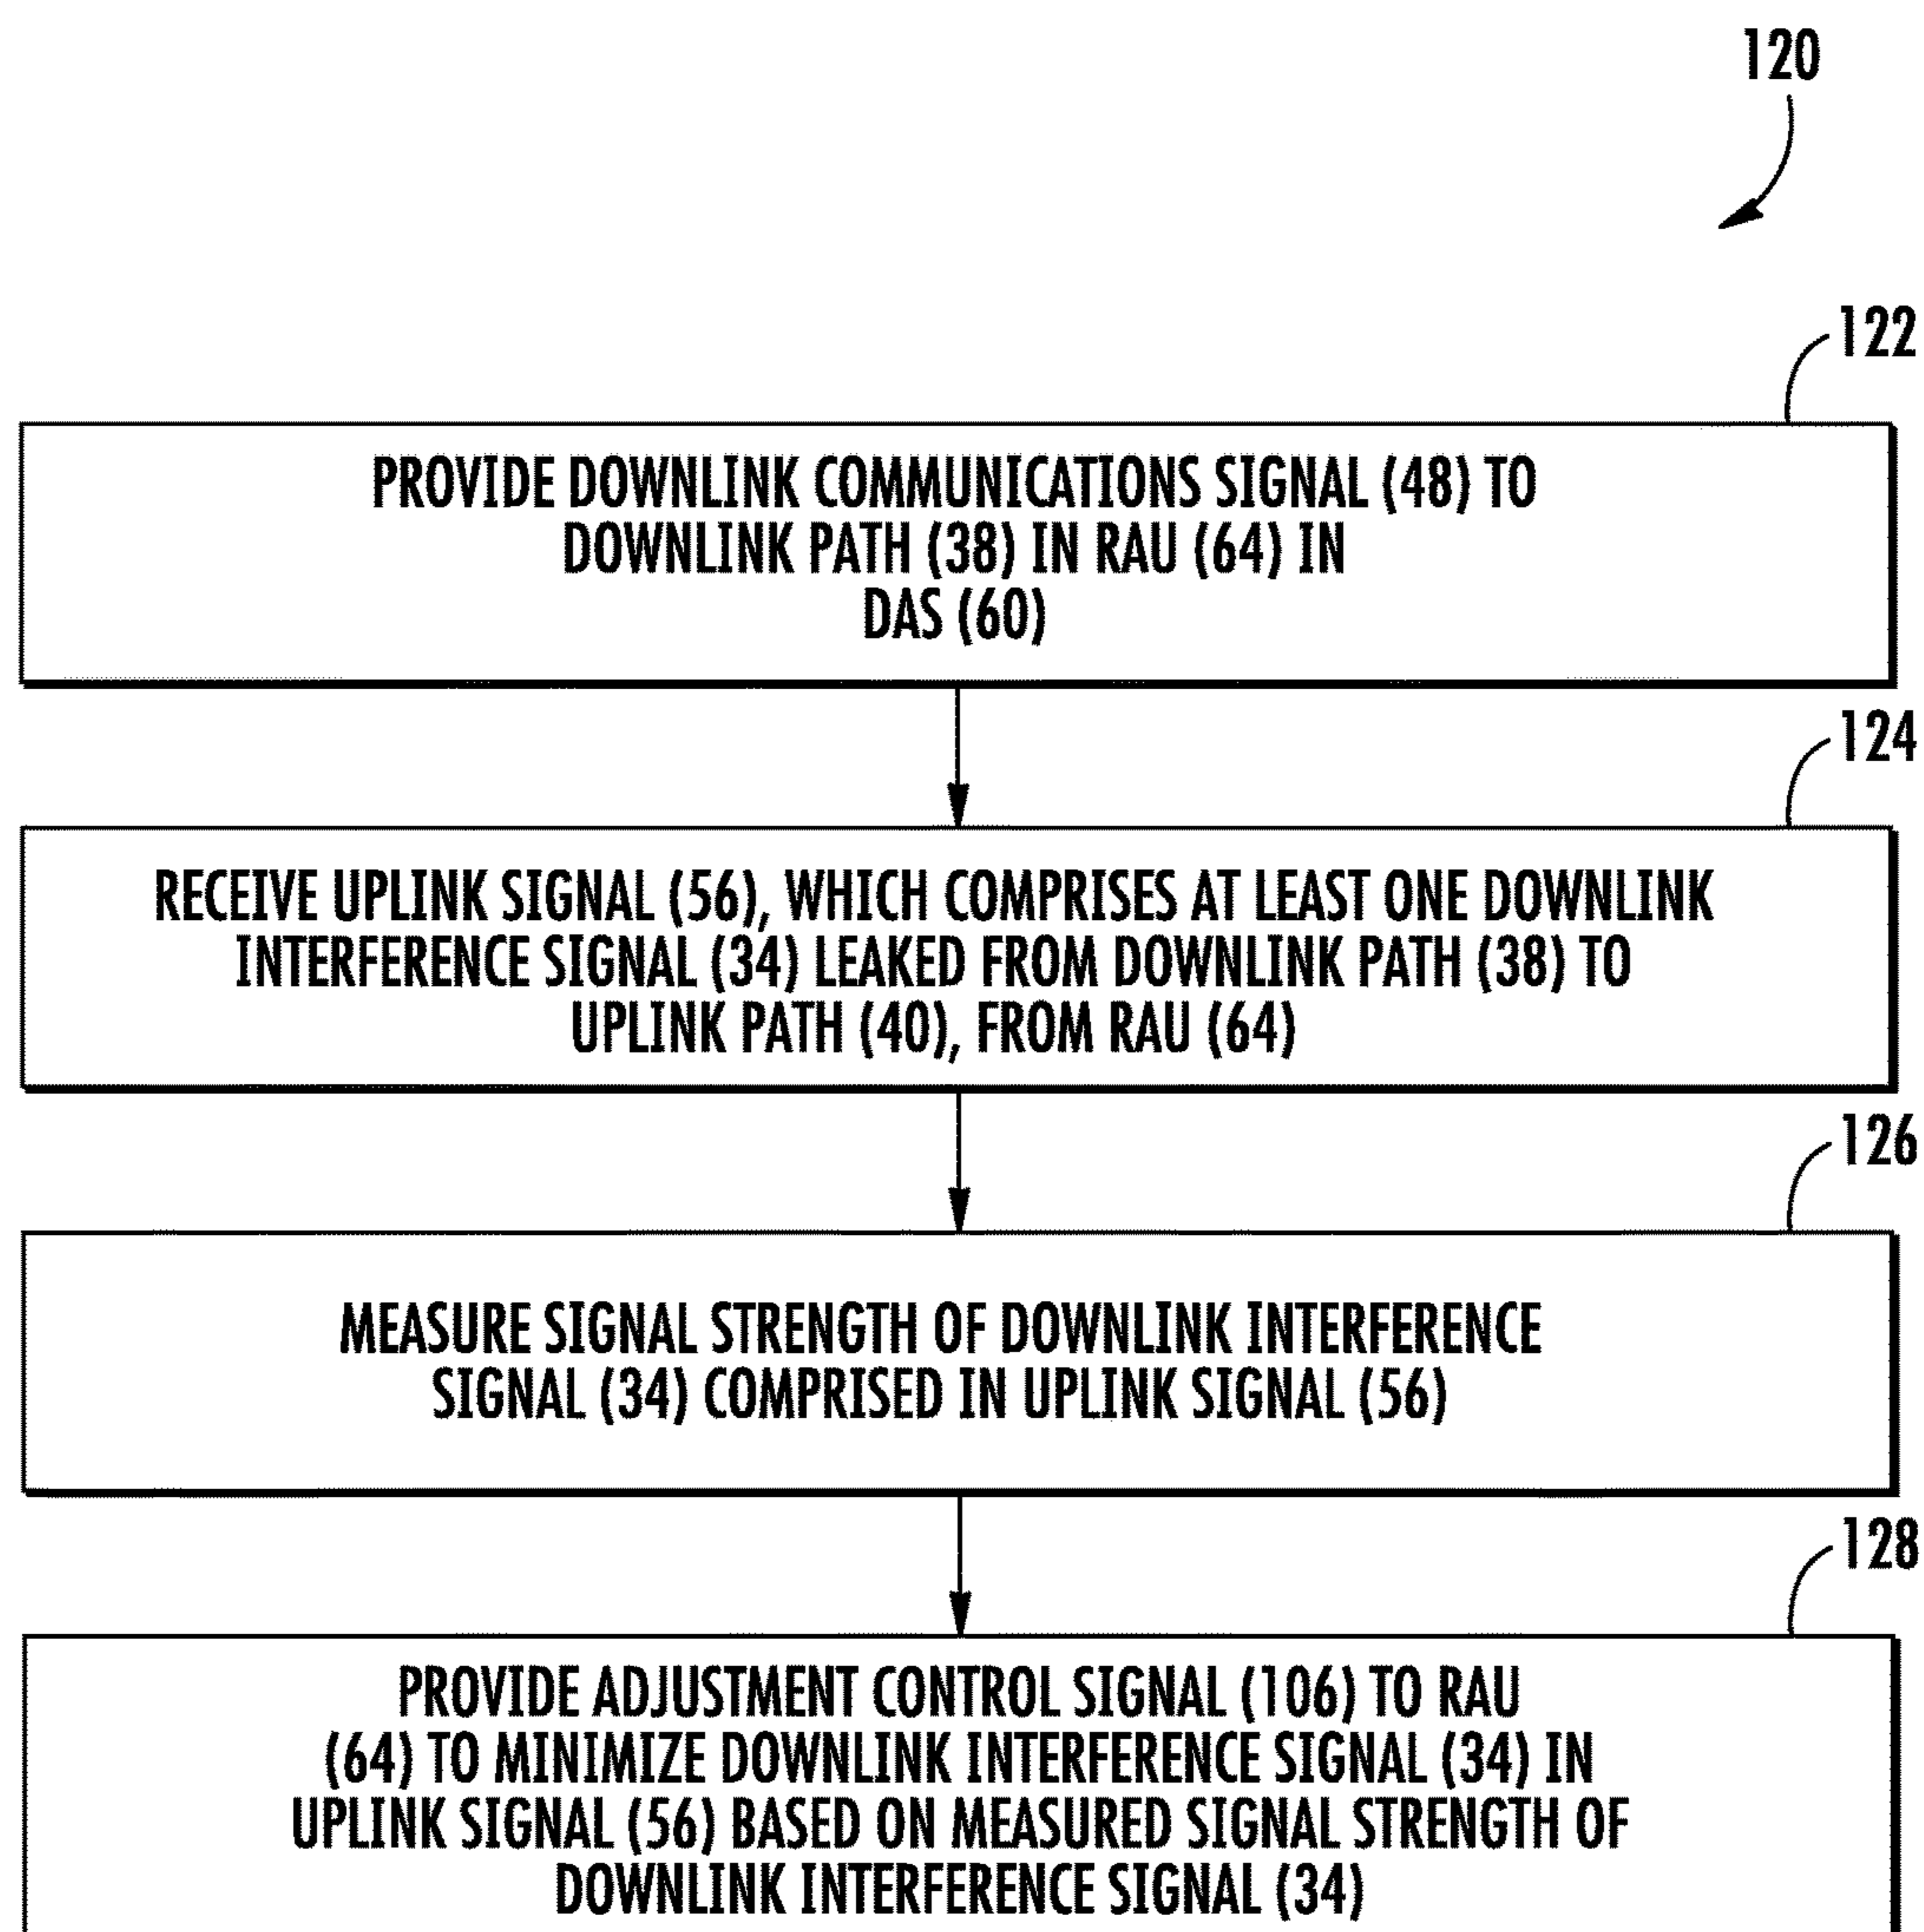 120
122
PROVIDE DOWNLINK COMMUNICATIONS SIGNAL (48) TO
DOWNLINK PATH (38) IN RAU (64) IN
DAS (60)
124
RECEIVE UPLINK SIGNAL (56), WHICH COMPRISES AT LEAST ONE DOWNLINK
INTERFERENCE SIGNAL (34) LEAKED FROM DOWNLINK PATH (38) TO
UPLINK PATH (40), FROM RAU (64)
126
MEASURE SIGNAL STRENGTH OF DOWNLINK INTERFERENCE
SIGNAL (34) COMPRISED IN UPLINK SIGNAL (56)
128
PROVIDE ADJUSTMENT CONTROL SIGNAL (106) TO RAU
(64) TO MINIMIZE DOWNLINK INTERFERENCE SIGNAL (34) IN
UPLINK SIGNAL (56) BASED ON MEASURED SIGNAL STRENGTH OF
DOWNLINK INTERFERENCE SIGNAL (34)